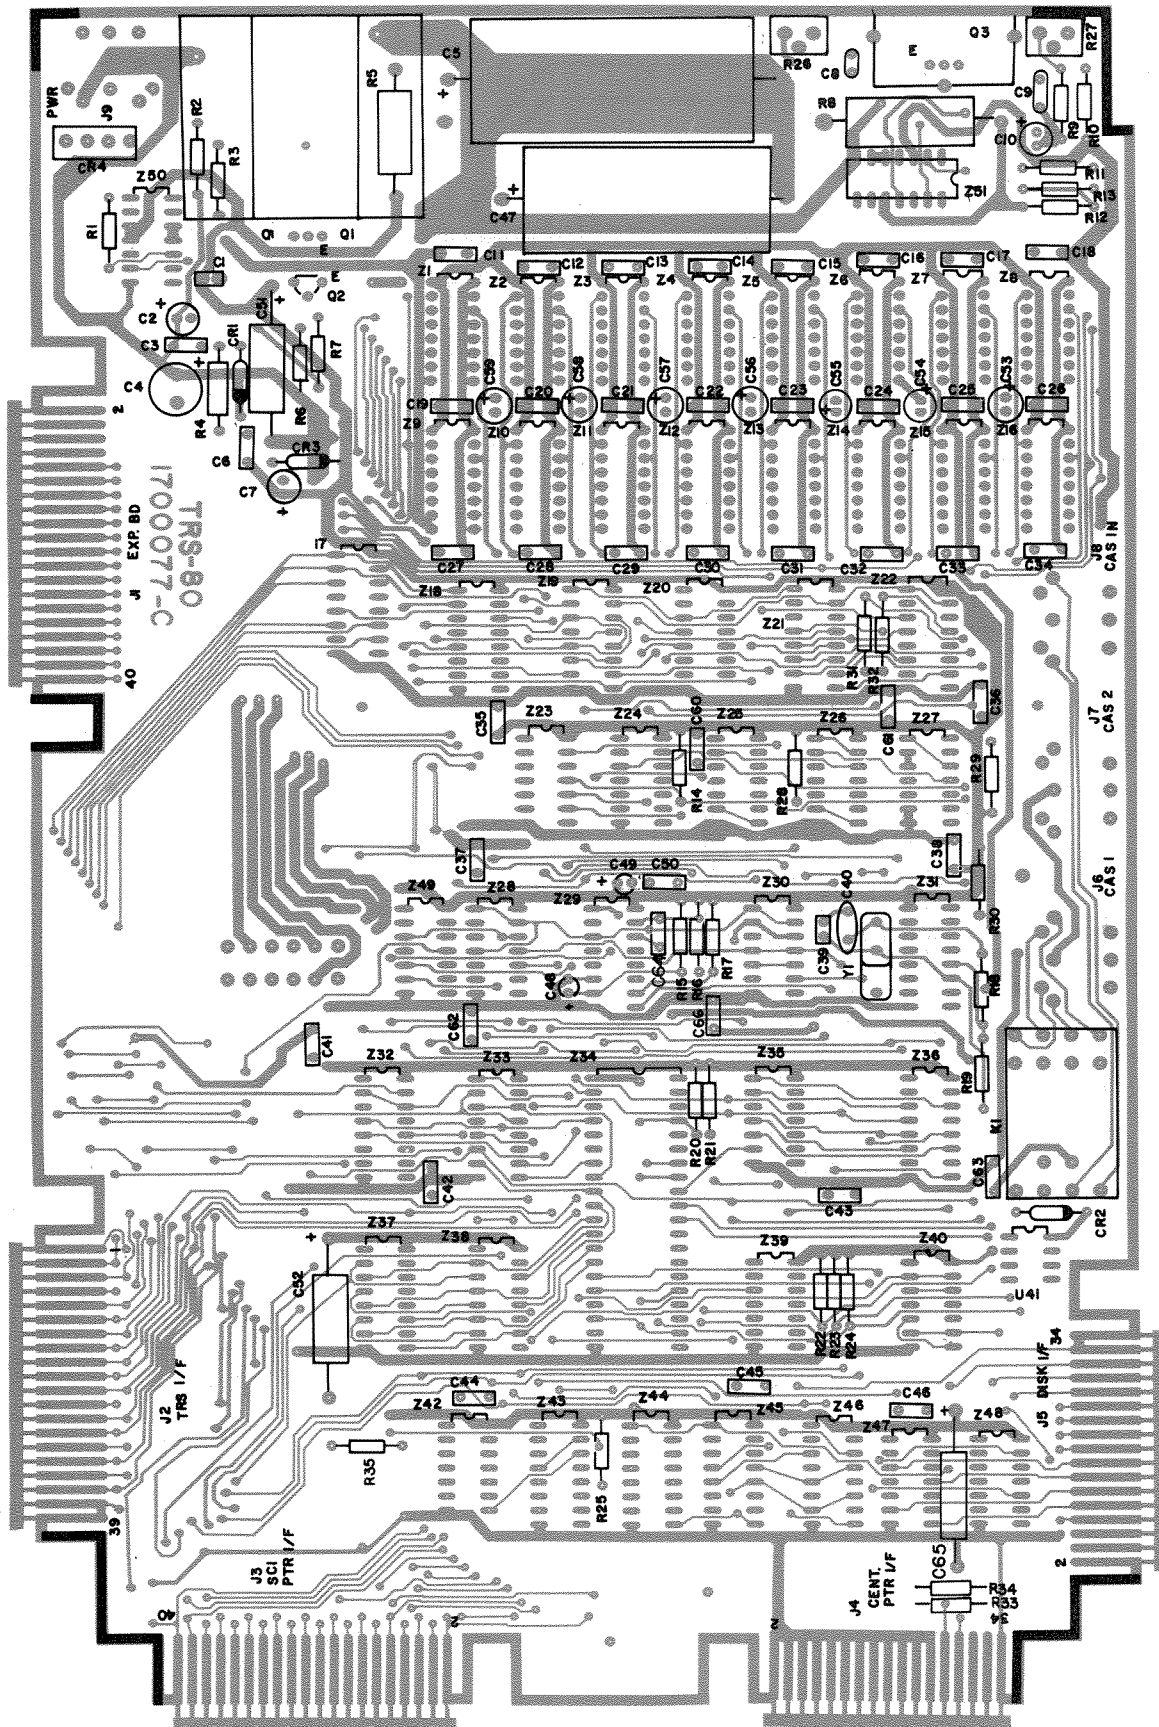 PWR
J9
CR4
R2
R3
R5
C5
+
R26
C8
E
Q3
R27
R8
C9
C10
+
R9
R10
Z50
R1
C47
+
Z51
R11
R13
R12
Q1
Q1
E
C1
E
Q2
C2
+
C3
C4
CR1
C51
+
R4
+
R6
R7
C6
CR3
C7
+
C11
C12
C13
C14
C15
C16
C17
C18
Z1
Z2
Z3
Z4
Z5
Z6
Z7
Z8
C59
C58
C57
C56
C55
C54
C53
C19
C20
C21
C22
C23
C24
C25
C26
Z9
Z10
Z11
Z12
Z13
Z14
Z15
Z16
2
J1
EXP. BD
40
TRS-80
1700077-C
17
C27
C28
C29
C30
C31
C32
C33
C34
J8
CAS IN
Z18
Z19
Z20
Z21
Z22
R31
R32
C35
Z23
Z24
C60
Z25
Z26
C61
Z27
C36
J7
CAS 2
R14
R28
R29
C37
C49
+
C50
C38
Z49
Z28
Z29
Z30
C40
Z31
R30
J6
CAS 1
C64
R15
R16
R17
C39
Y1
C48
+
R18
C41
C62
C66
Z32
Z33
Z34
Z35
Z36
R19
R20
R21
K1
C42
C43
C63
CR2
1
Z37
Z38
Z39
Z40
C52
+
U41
R22
R23
R24
34
J2
TRS I/F
39
C44
C45
C46
+
J5
DISK I/F
2
Z42
Z43
Z44
Z45
Z46
Z47
Z48
R35
R25
C65
J3
SCI
PTR I/F
40
2
J4
CENT.
PTR I/F
R34
R33
2
34